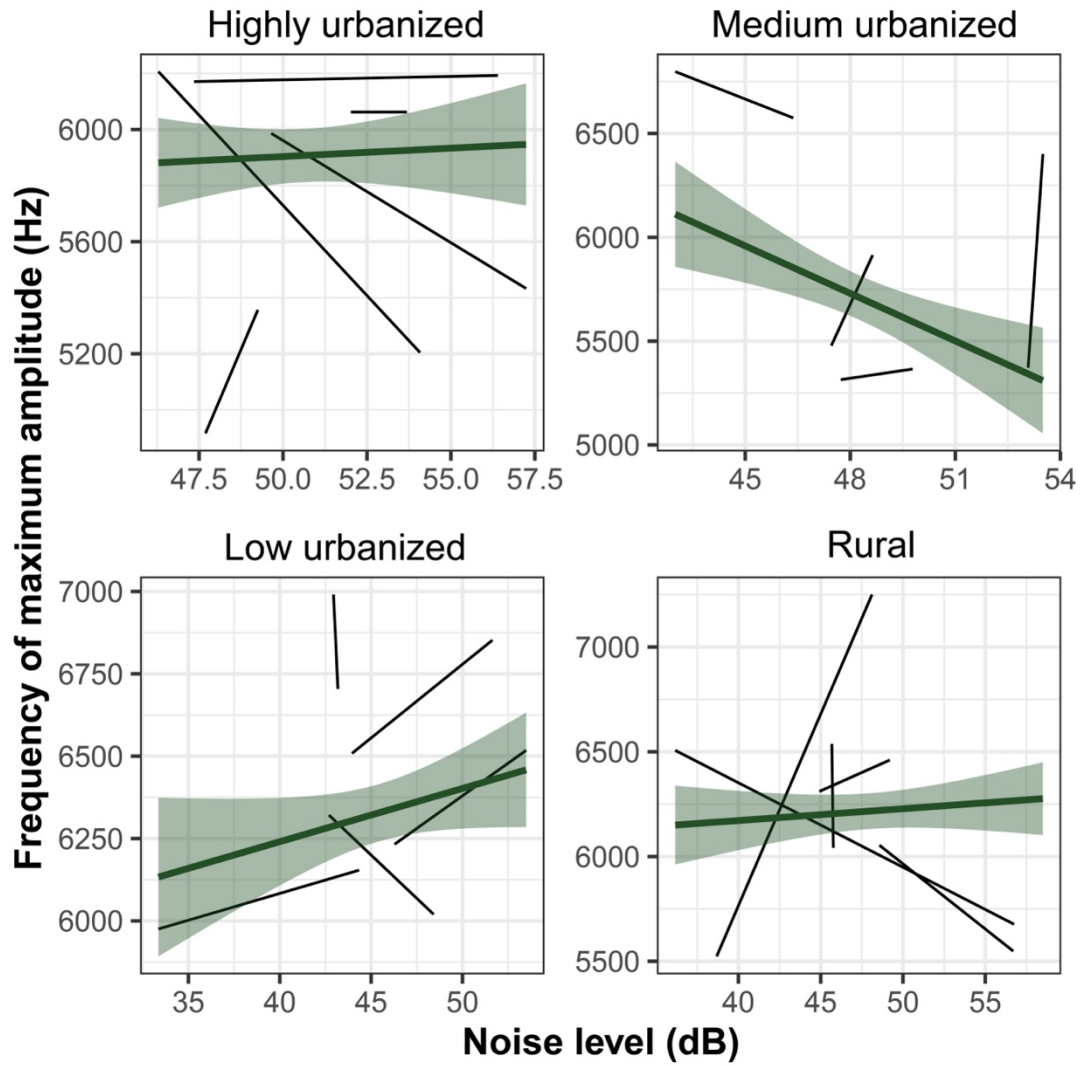 Highly urbanized
Medium urbanized
6000
5600
5200
6500
6000
5500
5000
47.5 50.0 52.5 55.0 57.5
45 48 51 54
Frequency of maximum amplitude (Hz)
Low urbanized
Rural
7000
6750
6500
6250
6000
7000
6500
6000
5500
35 40 45 50
40 45 50 55
Noise level (dB)